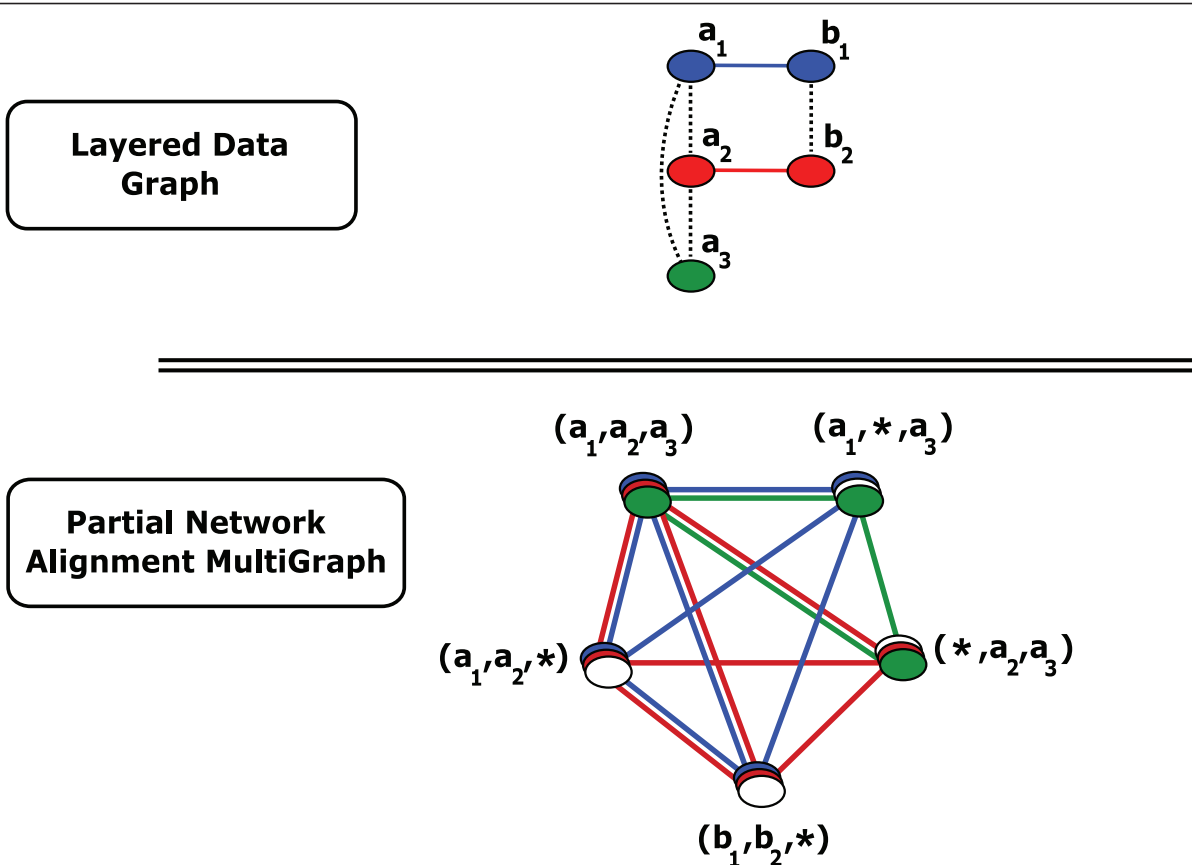 a1 b1
Layered Data
Graph
a2 b2
a3
(a1,a2,a3) (a1,*,a3)
Partial Network
Alignment MultiGraph
(a1,a2,*) (*,a2,a3)
(b1,b2,*)